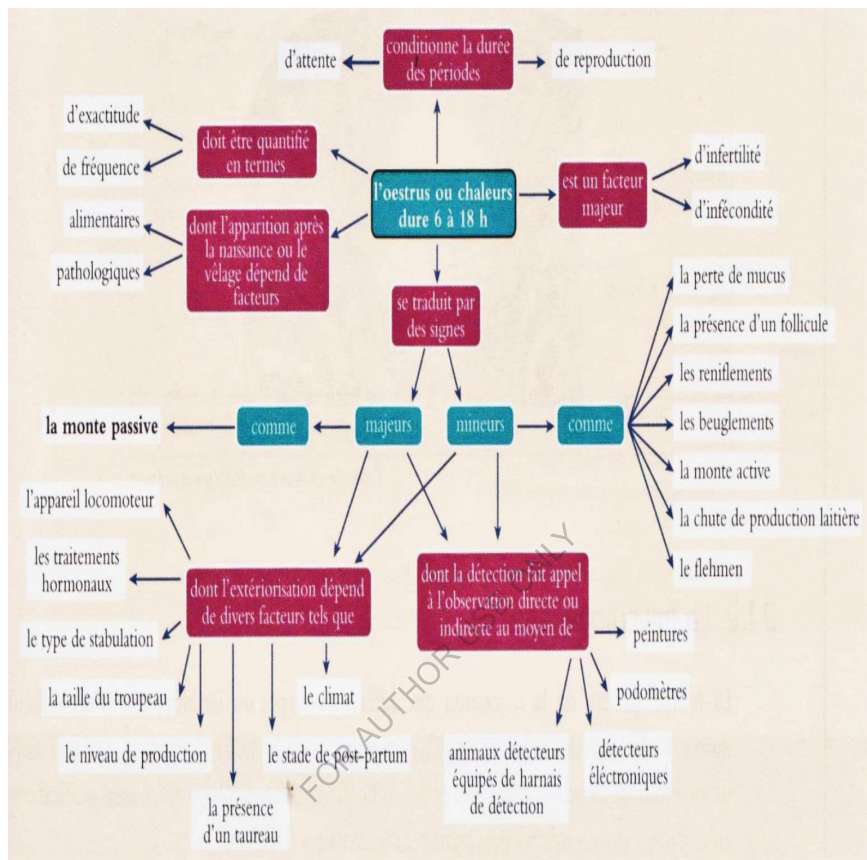 conditionne la durée
des périodes
d'attente
de reproduction
d'exactitude
de fréquence
doit être quantifié
en termes
l'oestrus ou chaleurs
dure 6 à 18 h
est un facteur
majeur
d'infertilité
d'infécondité
alimentaires
pathologiques
dont l'apparition après
la naissance ou le
vêlage dépend de
facteurs
se traduit par
des signes
la perte de mucus
la présence d'un follicule
les reniflements
les beuglements
la monte active
la chute de production laitière
le flehmen
la monte passive
comme
majeurs
mineurs
comme
l'appareil locomoteur
les traitements
hormonaux
le type de stabulation
la taille du troupeau
le niveau de production
la présence
d'un taureau
le stade de post-partum
le climat
dont l'extériorisation dépend
de divers facteurs tels que
dont la détection fait appel
à l'observation directe ou
indirecte au moyen de
peintures
podomètres
détecteurs
éléctroniques
animaux détecteurs
équipés de harnais
de détection
FOR AUTHOR USE ONLY